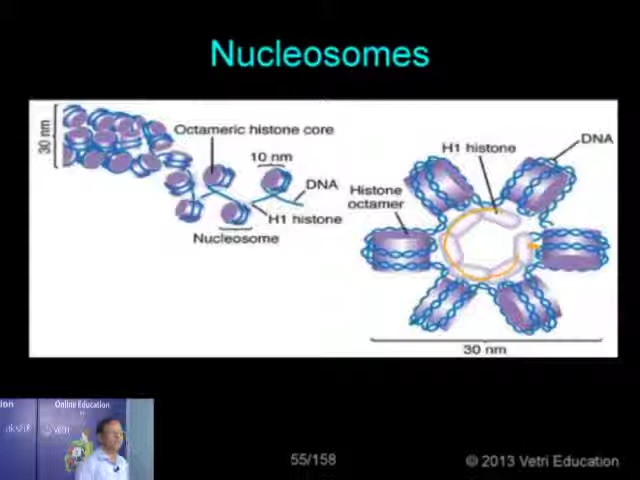 Nucleosomes
30 nm
Octameric histone core
10 nm
DNA
H1 histone
Nucleosome
H1 histone
DNA
Histone
octamer
30 nm
Online Education
55/158
© 2013 Vetri Education